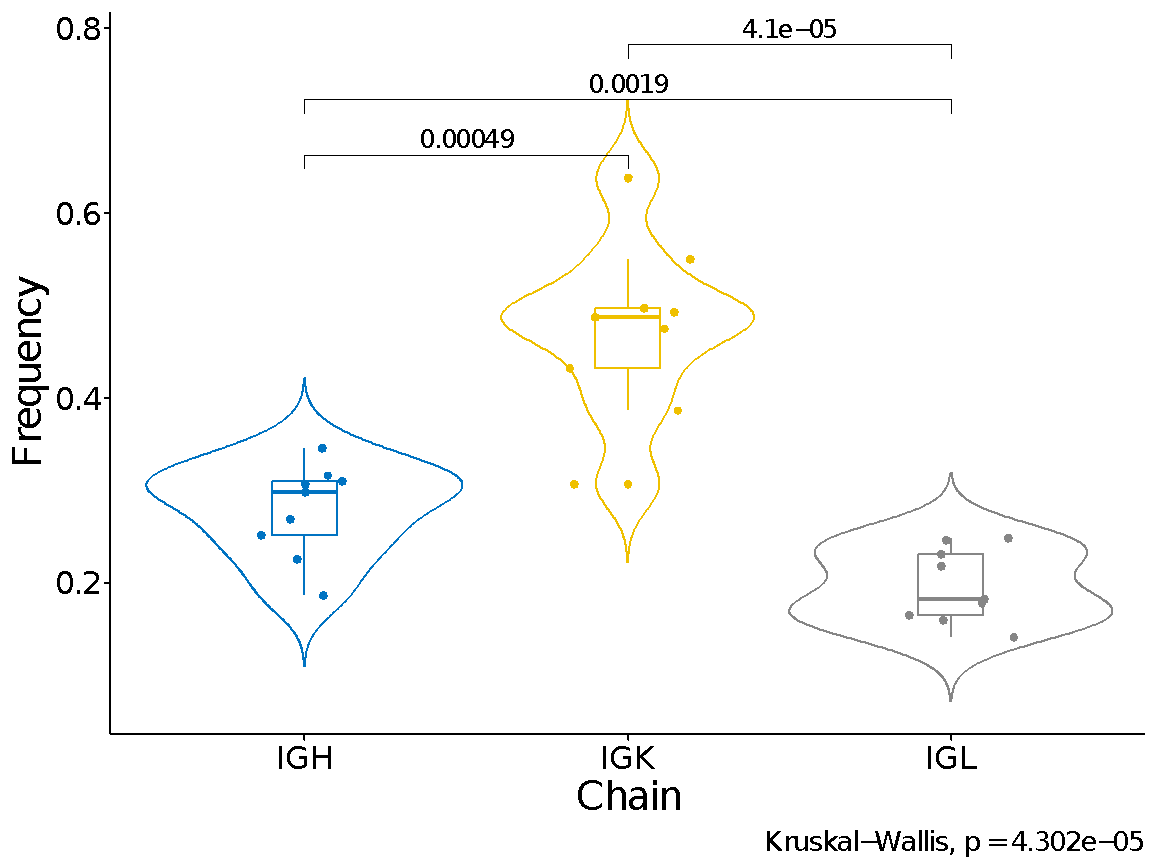 0.8
4.1e−05
0.0019
0.00049
0.6
Frequency
0.4
0.2
IGH IGK IGL
Chain
Kruskal−Wallis, p = 4.302e−05